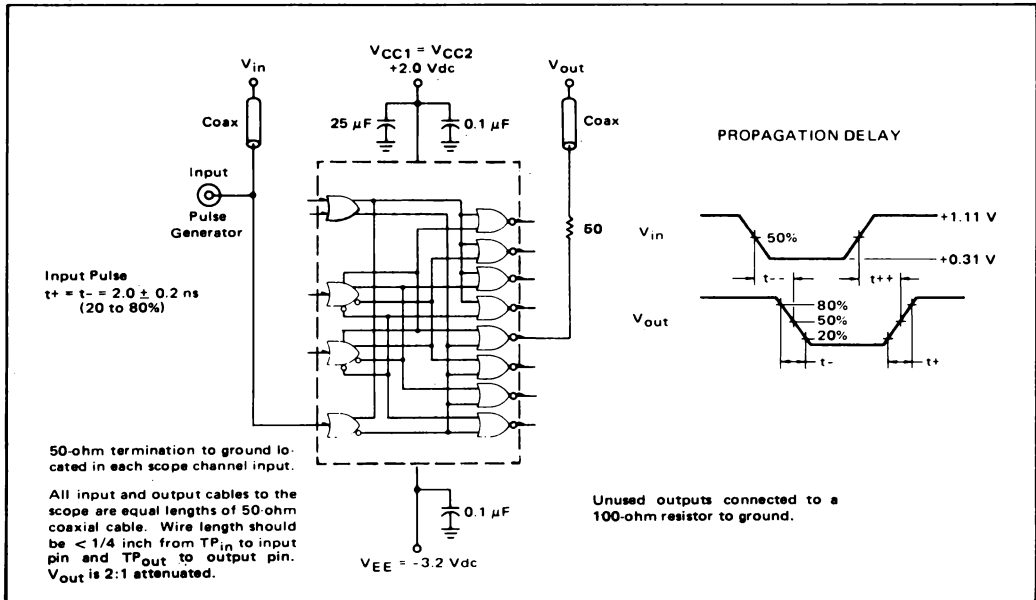 VCC1 = VCC2
+2.0 Vdc
Vin
Vout
Coax
25 μF
0.1 μF
Coax
Input
Pulse
Generator
50
Input Pulse
t+ = t- = 2.0 ± 0.2 ns
(20 to 80%)
PROPAGATION DELAY
Vin
50%
+1.11 V
+0.31 V
t--
t++
Vout
80%
50%
20%
t-
t+
50-ohm termination to ground lo-
cated in each scope channel input.
All input and output cables to the
scope are equal lengths of 50-ohm
coaxial cable. Wire length should
be < 1/4 inch from TPin to input
pin and TPout to output pin.
Vout is 2:1 attenuated.
0.1 μF
VEE = -3.2 Vdc
Unused outputs connected to a
100-ohm resistor to ground.